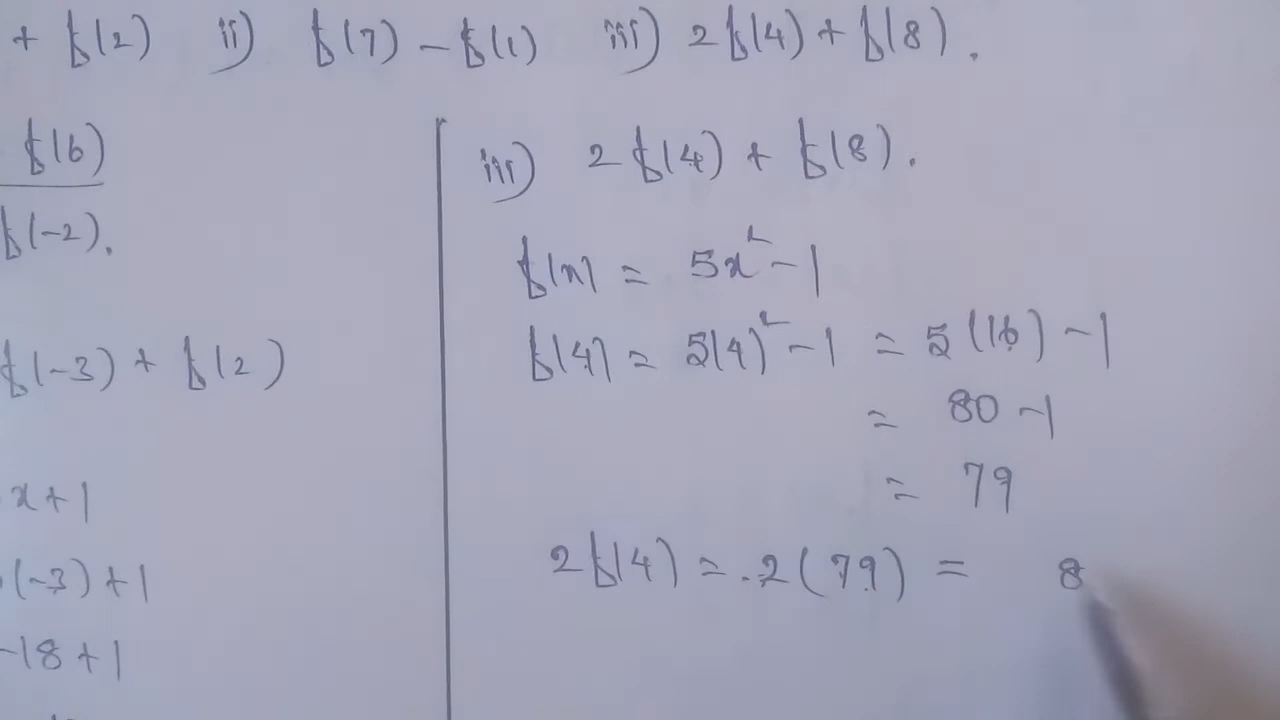 + f(2) ii) f(7) - f(1) iii) 2f(4) + f(8).
f(6)
f(-2).
f(-3) + f(2)
x + 1
(-3) + 1
-18 + 1
iii) 2f(4) + f(8).
f(x) = 5x² - 1
f(4) = 5(4)² - 1 = 5(16) - 1
= 80 - 1
= 79
2f(4) = 2(79) = 8